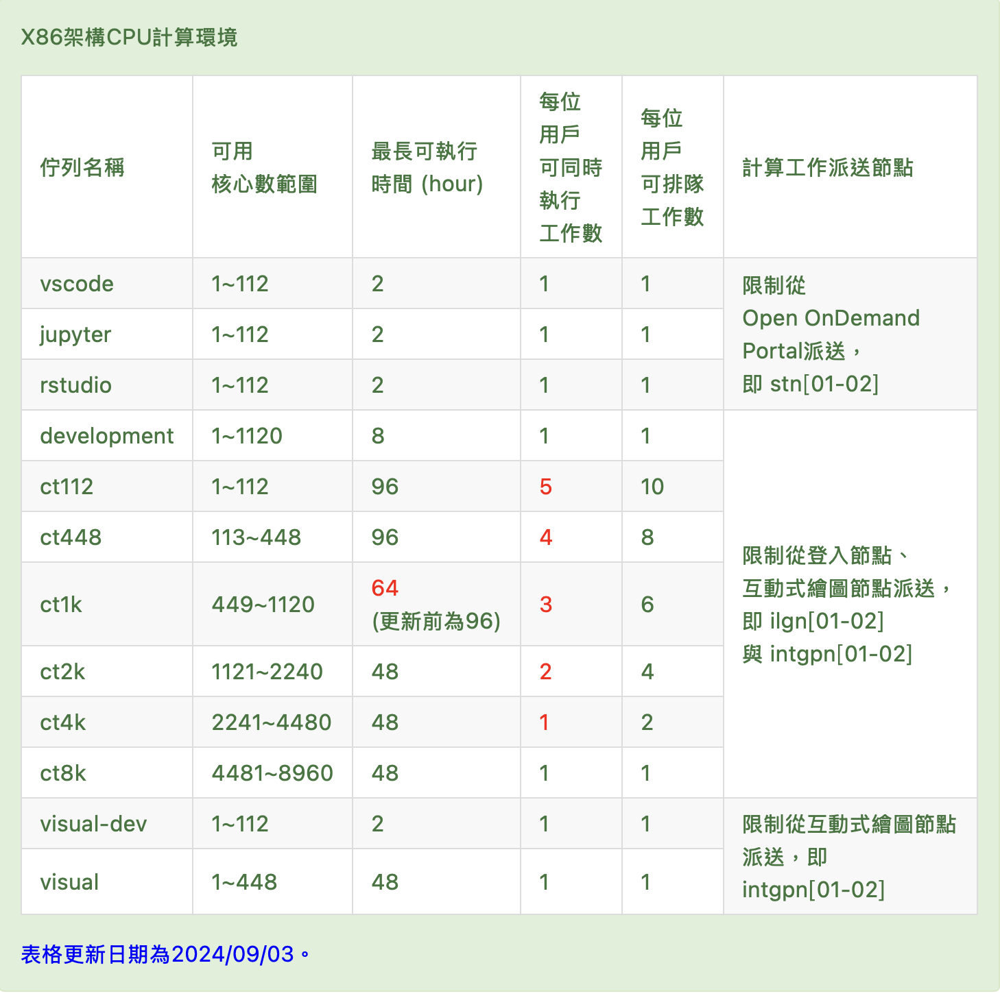 X86架構CPU計算環境
佇列名稱
可用
核心數範圍
最長可執行
時間 (hour)
每位
用戶
可同時
執行
工作數
每位
用戶
可排隊
工作數
計算工作派送節點
vscode
1~112
2
1
1
限制從
Open OnDemand
Portal派送，
即 stn[01-02]
jupyter
1~112
2
1
1
rstudio
1~112
2
1
1
development
1~1120
8
1
1
限制從登入節點、
互動式繪圖節點派送，
即 ilgn[01-02]
與 intgpn[01-02]
ct112
1~112
96
5
10
ct448
113~448
96
4
8
ct1k
449~1120
64
(更新前為96)
3
6
ct2k
1121~2240
48
2
4
ct4k
2241~4480
48
1
2
ct8k
4481~8960
48
1
1
visual-dev
1~112
2
1
1
限制從互動式繪圖節點
派送，即
intgpn[01-02]
visual
1~448
48
1
1
表格更新日期為2024/09/03。